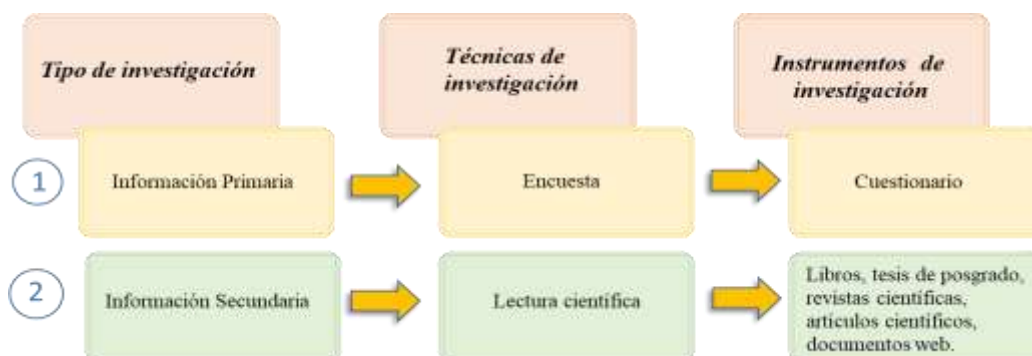 Tipo de investigación
Técnicas de
investigación
Instrumentos de
investigación
1
Información Primaria
Encuesta
Cuestionario
2
Información Secundaria
Lectura científica
Libros, tesis de posgrado,
revistas científicas,
artículos científicos,
documentos web.